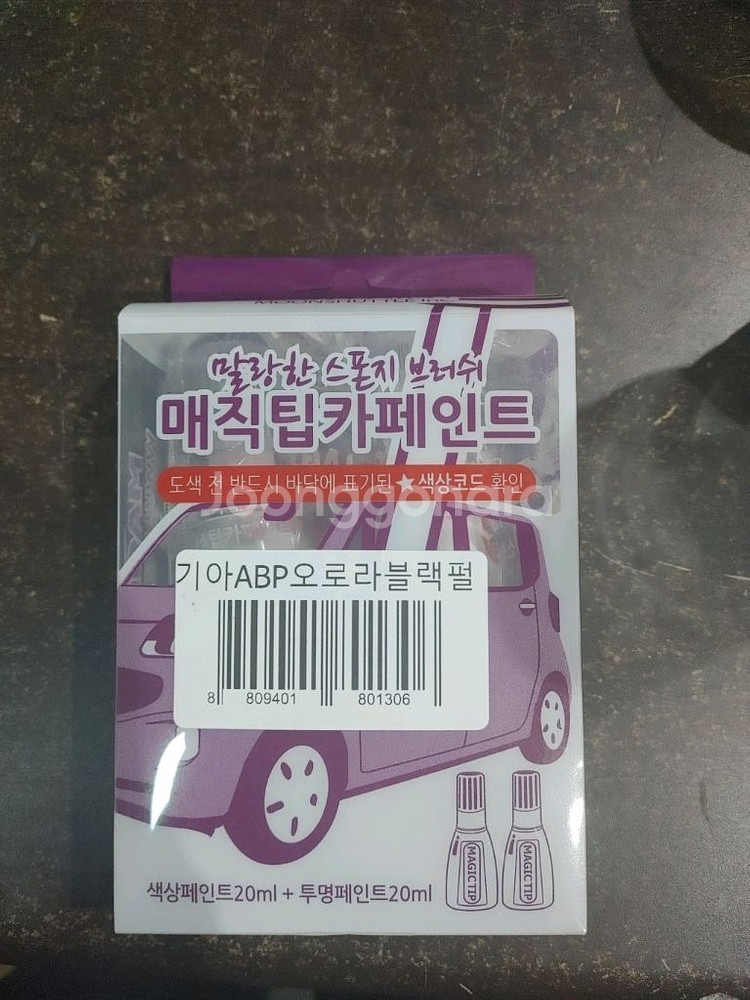 MOONSHUTTLE INC
말랑한 스폰지 브러쉬
매직팁카페인트
도색 전 반드시 바닥에 표기된 ★색상코드 확인
Joonggonara
기아ABP오로라블랙펄
8 809401 801306
MAGICTIP
MAGICTIP
색상페인트20ml + 투명페인트20ml